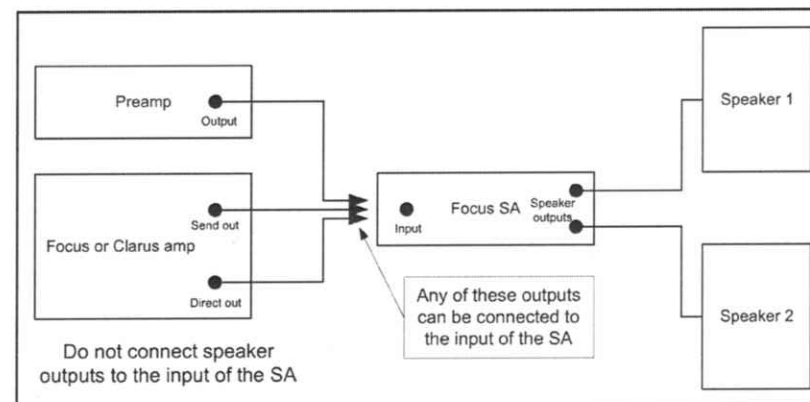 Preamp
Output
Focus or Clarus amp
Send out
Direct out
Do not connect speaker
outputs to the input of the SA
Input
Focus SA
Speaker
outputs
Any of these outputs
can be connected to
the input of the SA
Speaker 1
Speaker 2